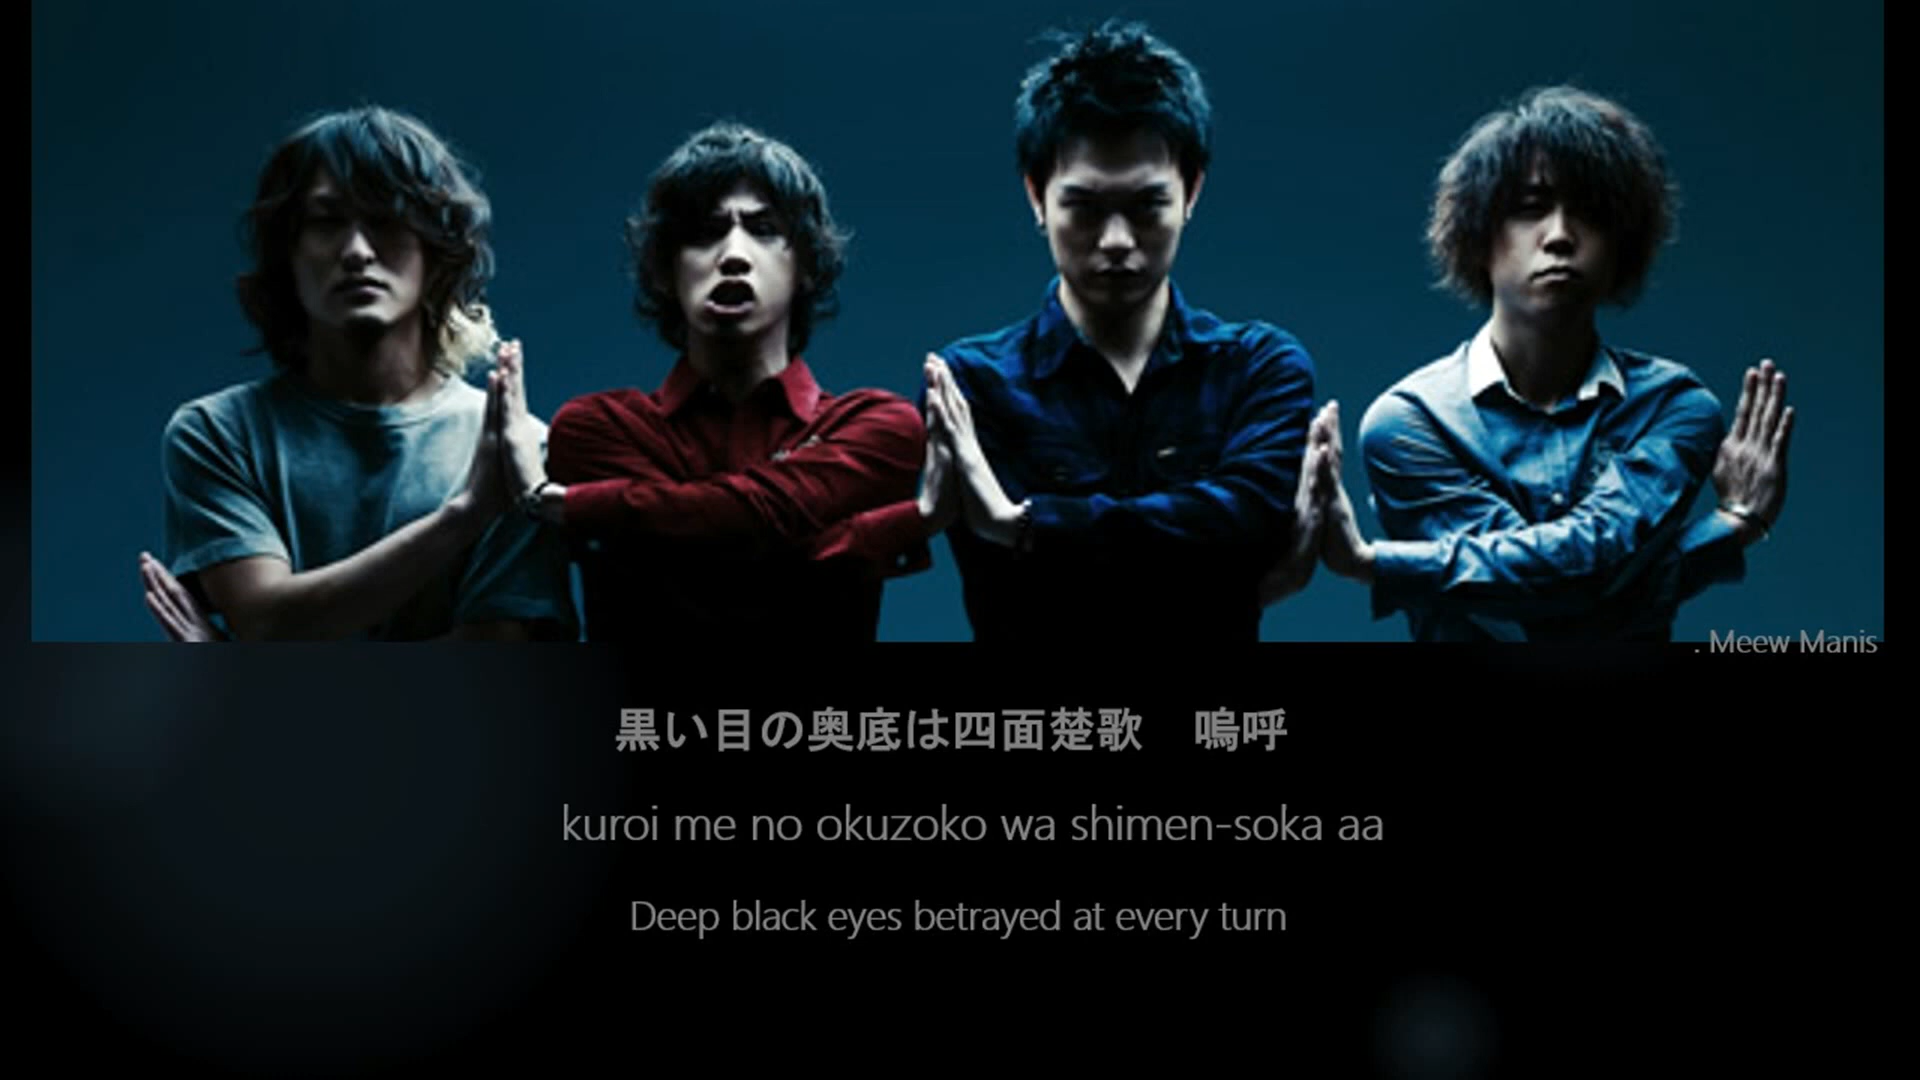 . Meew Manis
黒い目の奥底は四面楚歌　嗚呼
kuroi me no okuzoko wa shimen-soka aa
Deep black eyes betrayed at every turn